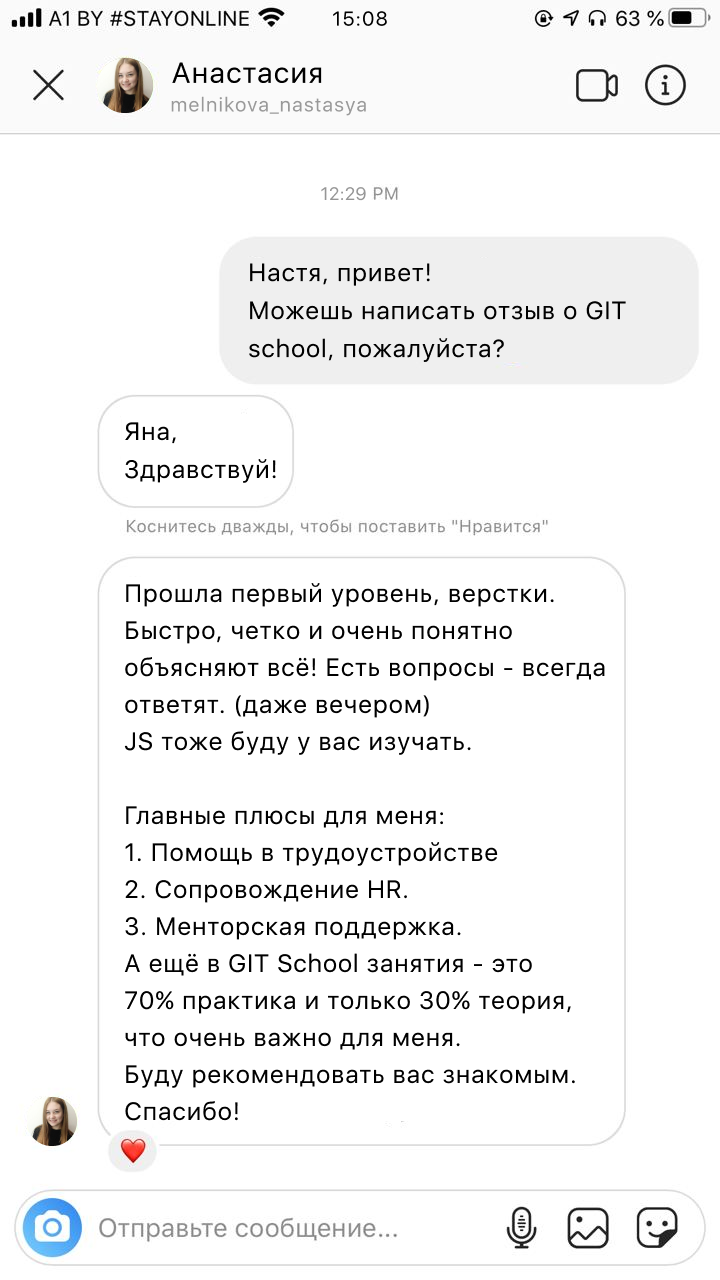 A1 BY #STAYONLINE 15:08 63 %
Анастасия
melnikova_nastasya
12:29 PM
Настя, привет!
Можешь написать отзыв о GIT
school, пожалуйста?
Яна,
Здравствуй!
Коснитесь дважды, чтобы поставить "Нравится"
Прошла первый уровень, верстки.
Быстро, четко и очень понятно
объясняют всё! Есть вопросы - всегда
ответят. (даже вечером)
JS тоже буду у вас изучать.
Главные плюсы для меня:
1. Помощь в трудоустройстве
2. Сопровождение HR.
3. Менторская поддержка.
А ещё в GIT School занятия - это
70% практика и только 30% теория,
что очень важно для меня.
Буду рекомендовать вас знакомым.
Спасибо!
Отправьте сообщение...